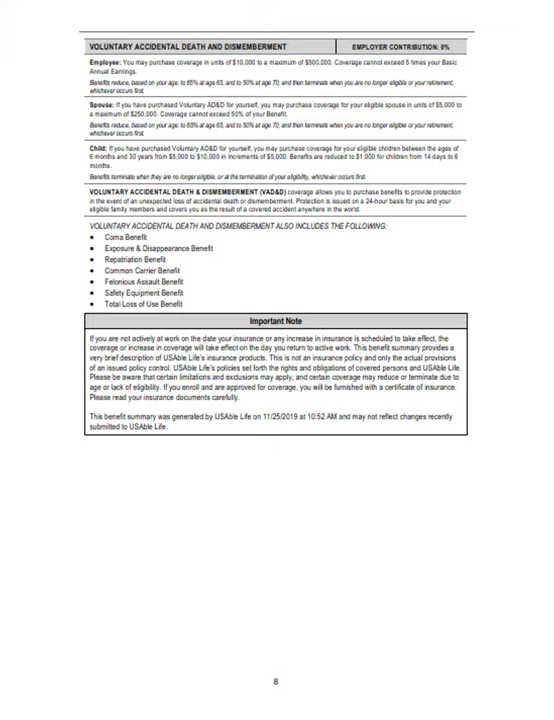 VOLUNTARY ACCIDENTAL DEATH AND DISMEMBERMENT EMPLOYER CONTRIBUTION: 0%
Employee: You may purchase coverage in units of $10,000 to a maximum of $500,000. Coverage cannot exceed 5 times your Basic
Annual Earnings.
Benefits reduce, based on your age, to 65% at age 65, and to 50% at age 70, and then terminate when you are no longer eligible or your retirement,
whichever occurs first.
Spouse: If you have purchased Voluntary AD&D for yourself, you may purchase coverage for your eligible spouse in units of $5,000 to
a maximum of $250,000. Coverage cannot exceed 50% of your Benefit.
Benefits reduce, based on your age, to 65% at age 65, and to 50% at age 70, and then terminate when you are no longer eligible or your retirement,
whichever occurs first.
Child: If you have purchased Voluntary AD&D for yourself, you may purchase coverage for your eligible children between the ages of
6 months and 30 years from $5,000 to $10,000 in increments of $5,000. Benefits are reduced to $1,000 for children from 14 days to 6
months.
Benefits terminate when they are no longer eligible, or at the termination of your eligibility, whichever occurs first.
VOLUNTARY ACCIDENTAL DEATH & DISMEMBERMENT (VAD&D) coverage allows you to purchase benefits to provide protection
in the event of an unexpected loss of accidental death or dismemberment. Protection is issued on a 24-hour basis for you and your
eligible family members and covers you as the result of a covered accident anywhere in the world.
VOLUNTARY ACCIDENTAL DEATH AND DISMEMBERMENT ALSO INCLUDES THE FOLLOWING:
• Coma Benefit
• Exposure & Disappearance Benefit
• Repatriation Benefit
• Common Carrier Benefit
• Felonious Assault Benefit
• Safety Equipment Benefit
• Total Loss of Use Benefit
Important Note
If you are not actively at work on the date your insurance or any increase in insurance is scheduled to take effect, the
coverage or increase in coverage will take effect on the day you return to active work. This benefit summary provides a
very brief description of USAble Life's insurance products. This is not an insurance policy and only the actual provisions
of an issued policy control. USAble Life's policies set forth the rights and obligations of covered persons and USAble Life.
Please be aware that certain limitations and exclusions may apply, and certain coverage may reduce or terminate due to
age or lack of eligibility. If you enroll and are approved for coverage, you will be furnished with a certificate of insurance.
Please read your insurance documents carefully.
This benefit summary was generated by USAble Life on 11/25/2019 at 10:52 AM and may not reflect changes recently
submitted to USAble Life.
8